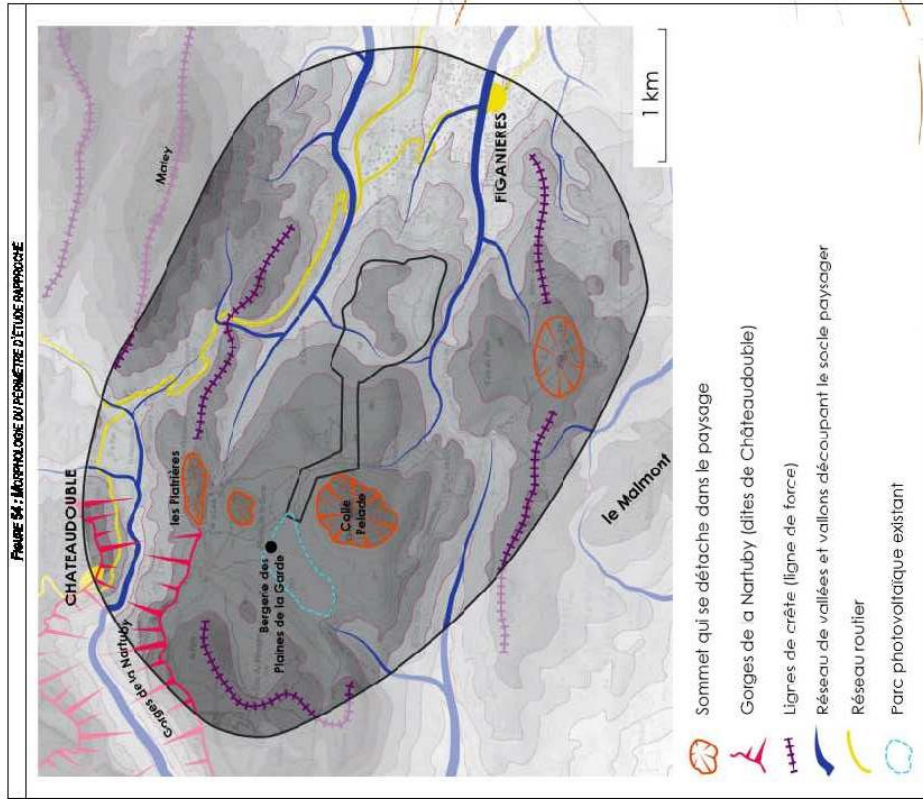 FIGURE 54 : MORPHOLOGIE DU PÉRIMÈTRE D'ÉTUDE RAPPROCHÉ
CHATEAUDOUBLE
Gorges de la Nartuby
les Platrières
Maley
Bergerie des
Plaines de la Garde
Colle
Pelade
FIGANIERES
le Malmont
1 km
Sommet qui se détache dans le paysage
Gorges de a Nartuby (dites de Châteaudouble)
Lignes de crête (ligne de force)
Réseau de vallées et vallons découpant le socle paysager
Réseau routier
Parc photovoltaïque existant